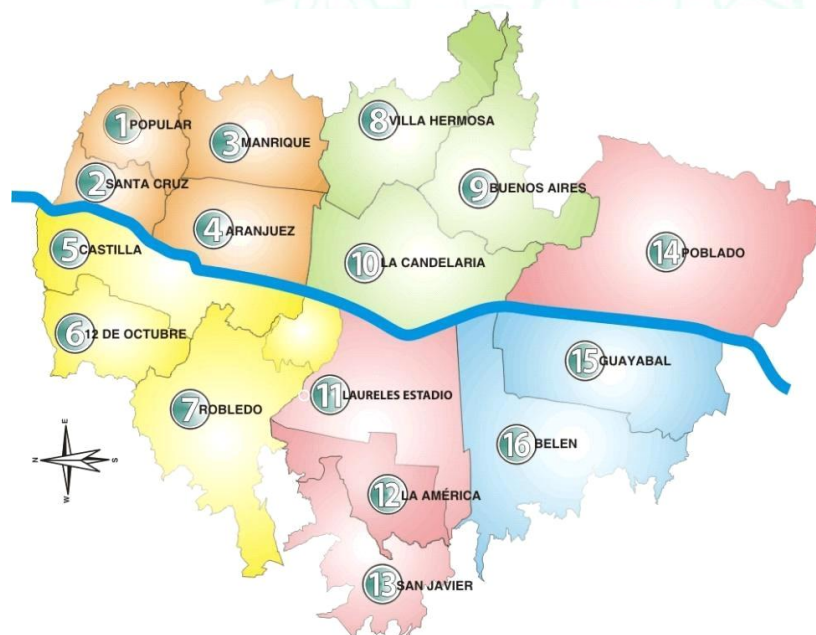 1 POPULAR
2 SANTA CRUZ
3 MANRIQUE
4 ARANJUEZ
5 CASTILLA
6 12 DE OCTUBRE
7 ROBLEDO
8 VILLA HERMOSA
9 BUENOS AIRES
10 LA CANDELARIA
11 LAURELES ESTADIO
12 LA AMÉRICA
13 SAN JAVIER
14 POBLADO
15 GUAYABAL
16 BELEN
E
N
S
W